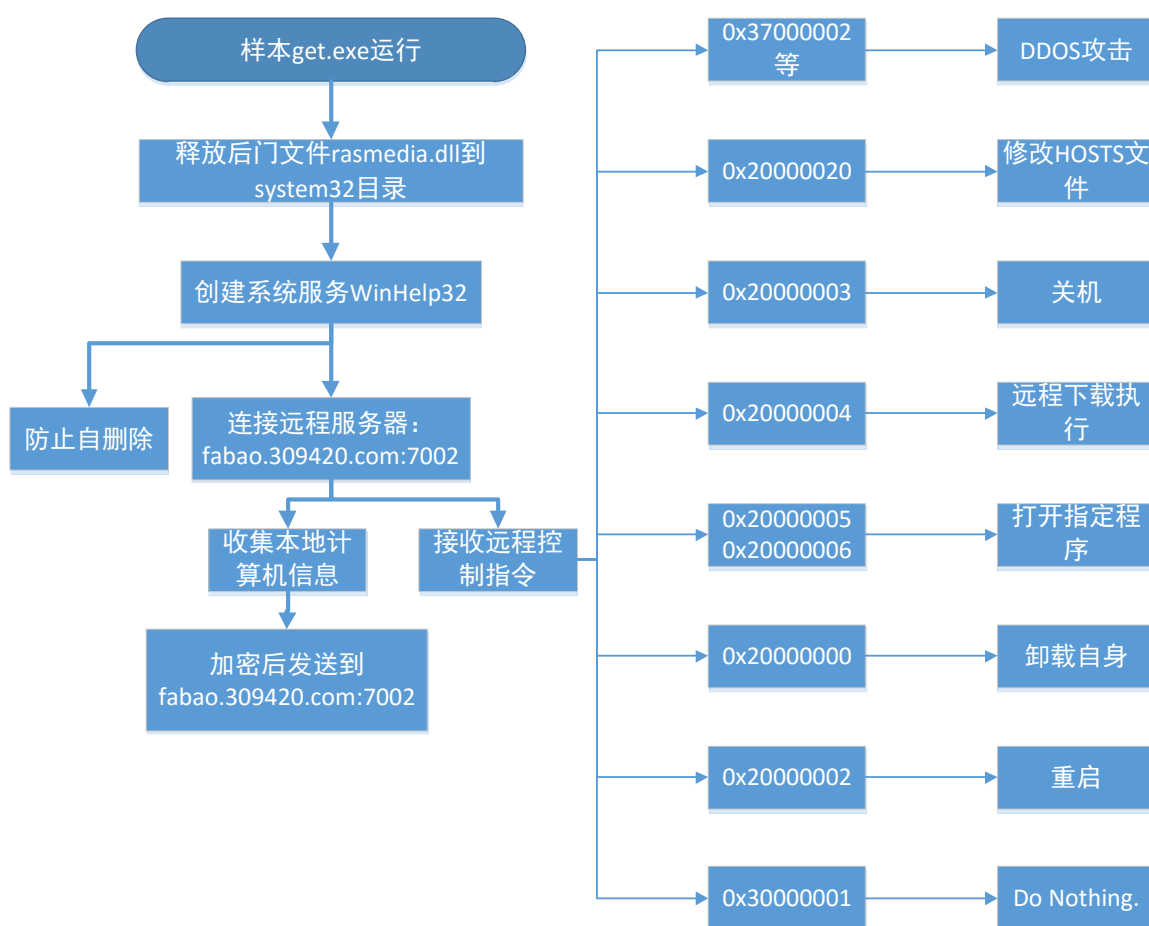 样本get.exe运行
释放后门文件rasmedia.dll到
system32目录
创建系统服务WinHelp32
防止自删除
连接远程服务器：
fabao.309420.com:7002
收集本地计
算机信息
接收远程控
制指令
加密后发送到
fabao.309420.com:7002
0x37000002
等
DDOS攻击
0x20000020
修改HOSTS文
件
0x20000003
关机
0x20000004
远程下载执
行
0x20000005
0x20000006
打开指定程
序
0x20000000
卸载自身
0x20000002
重启
0x30000001
Do Nothing.